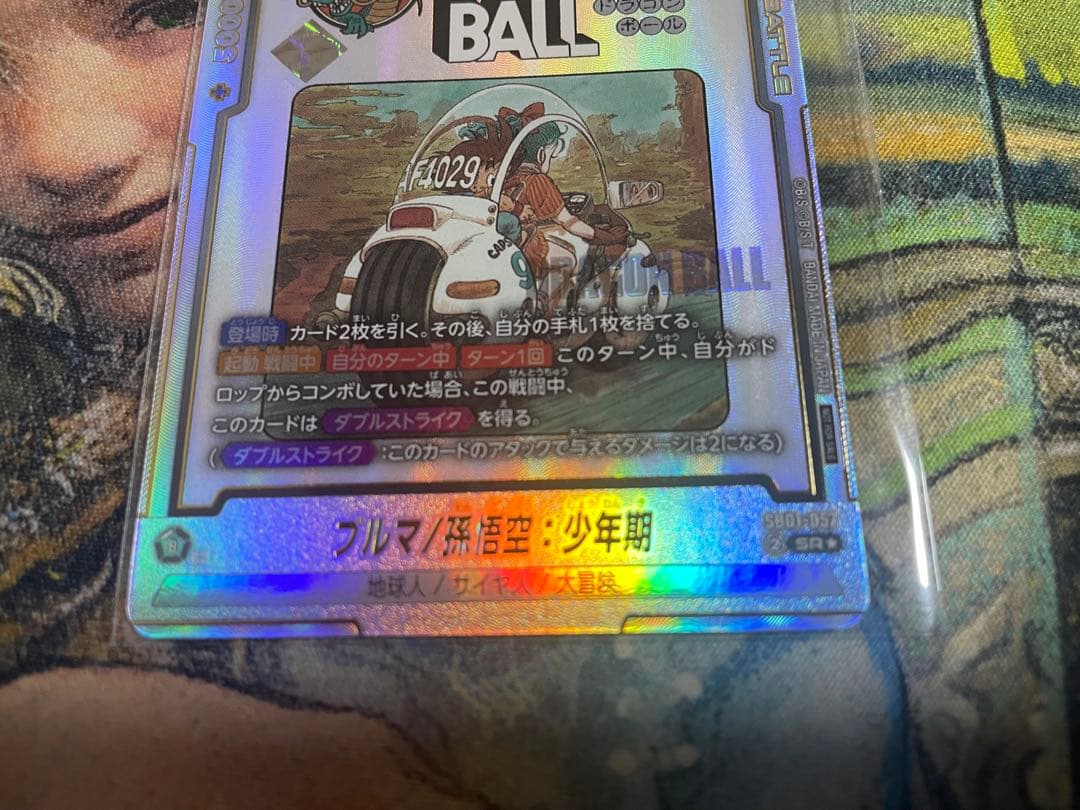 BALL
ドラゴン
ボール
+5000
BATTLE
AF4029
CAPS
9
DRAGON BALL
©B/S ©B/S/T BANDAI MADE IN JAPAN
登場時 カード2枚を引く。その後、自分の手札1枚を捨てる。
起動 戦闘中 自分のターン中 ターン1回 このターン中、自分がド
ロップからコンボしていた場合、この戦闘中、
このカードは ダブルストライク を得る。
( ダブルストライク :このカードのアタックで与えるダメージは2になる)
ブルマ/孫悟空：少年期
SB01-057
SR★
地球人 / サイヤ人 / 大冒険